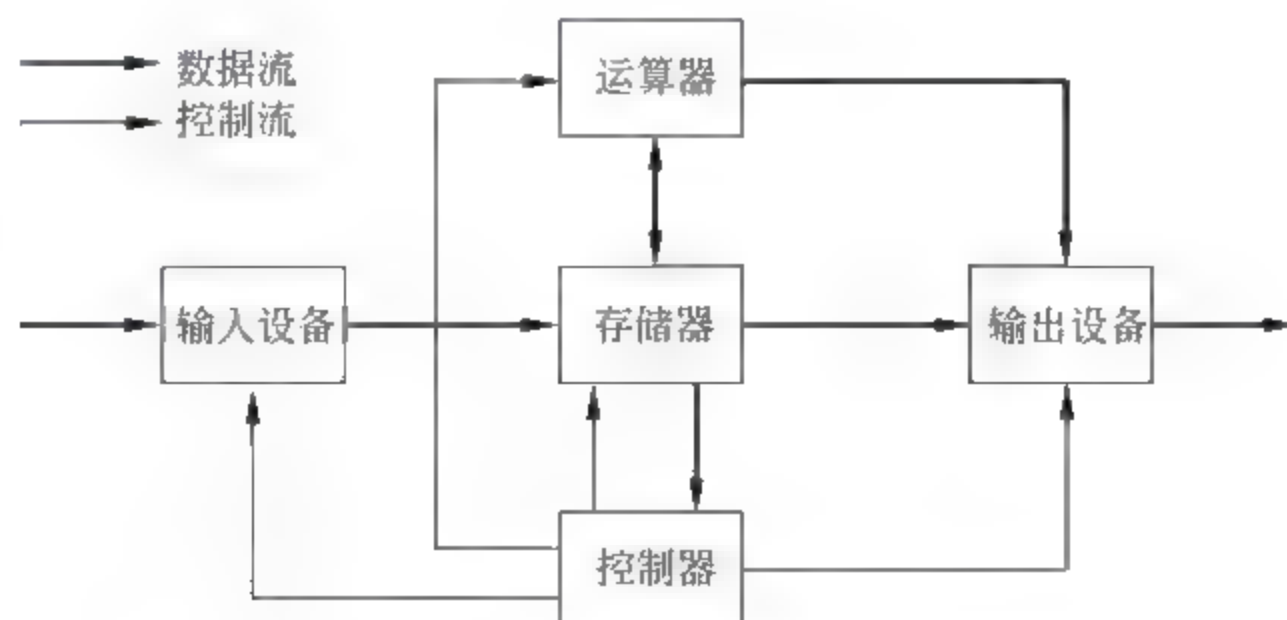 数据流
控制流
运算器
输入设备
存储器
输出设备
控制器